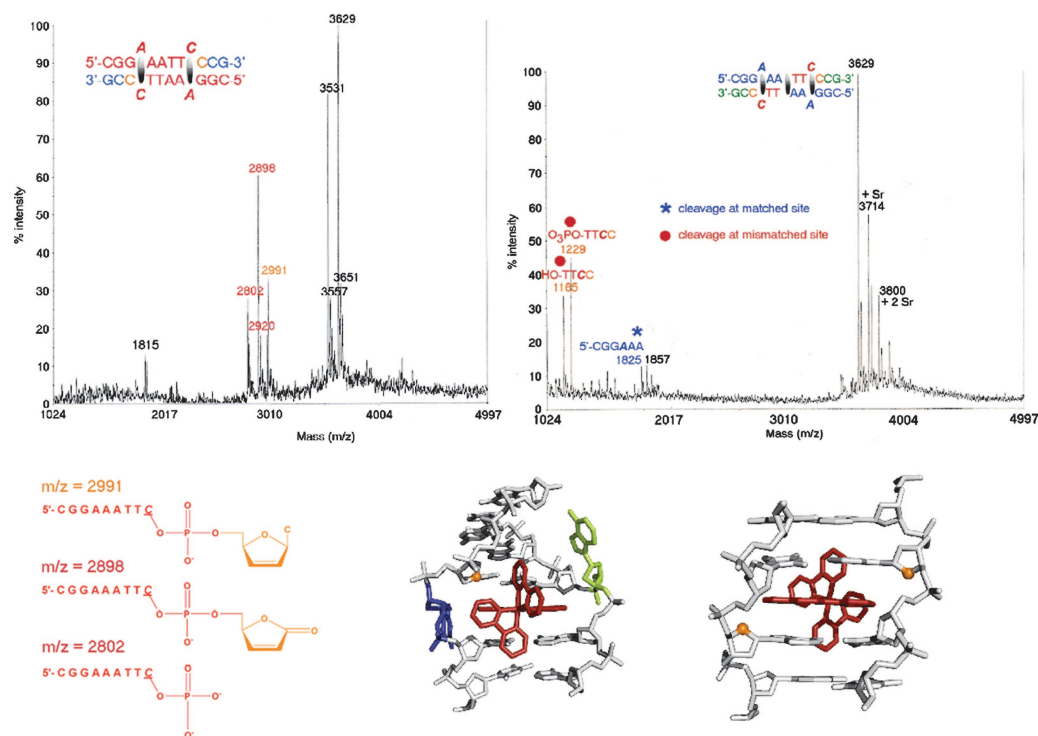 100
90
80
70
60
50
40
30
20
10
0
% intensity
A C
5'-CGG AATT CCG-3'
3'-GCC TTAA GGC-5'
C A
3629
3531
2898
2991
2802
2920
3651
3557
1815
1024 2017 3010 4004 4997
Mass (m/z)
100
90
80
70
60
50
40
30
20
10
0
% intensity
A C
5'-CGG AA TT CCG-3'
3'-GCC TT AA GGC-5'
C A
3629
+ Sr
3714
3800
+ 2 Sr
* cleavage at matched site
cleavage at mismatched site
O₃PO-TTCC
1229
HO-TTCC
1165
*
5'-CGGAAA
1825
1857
1024 2017 3010 4004 4997
Mass (m/z)
m/z = 2991
5'-CGGAAATTC
O P O O⁻ O O C
m/z = 2898
5'-CGGAAATTC
O P O O⁻ O O O
m/z = 2802
5'-CGGAAATTC
O P O O⁻ O⁻